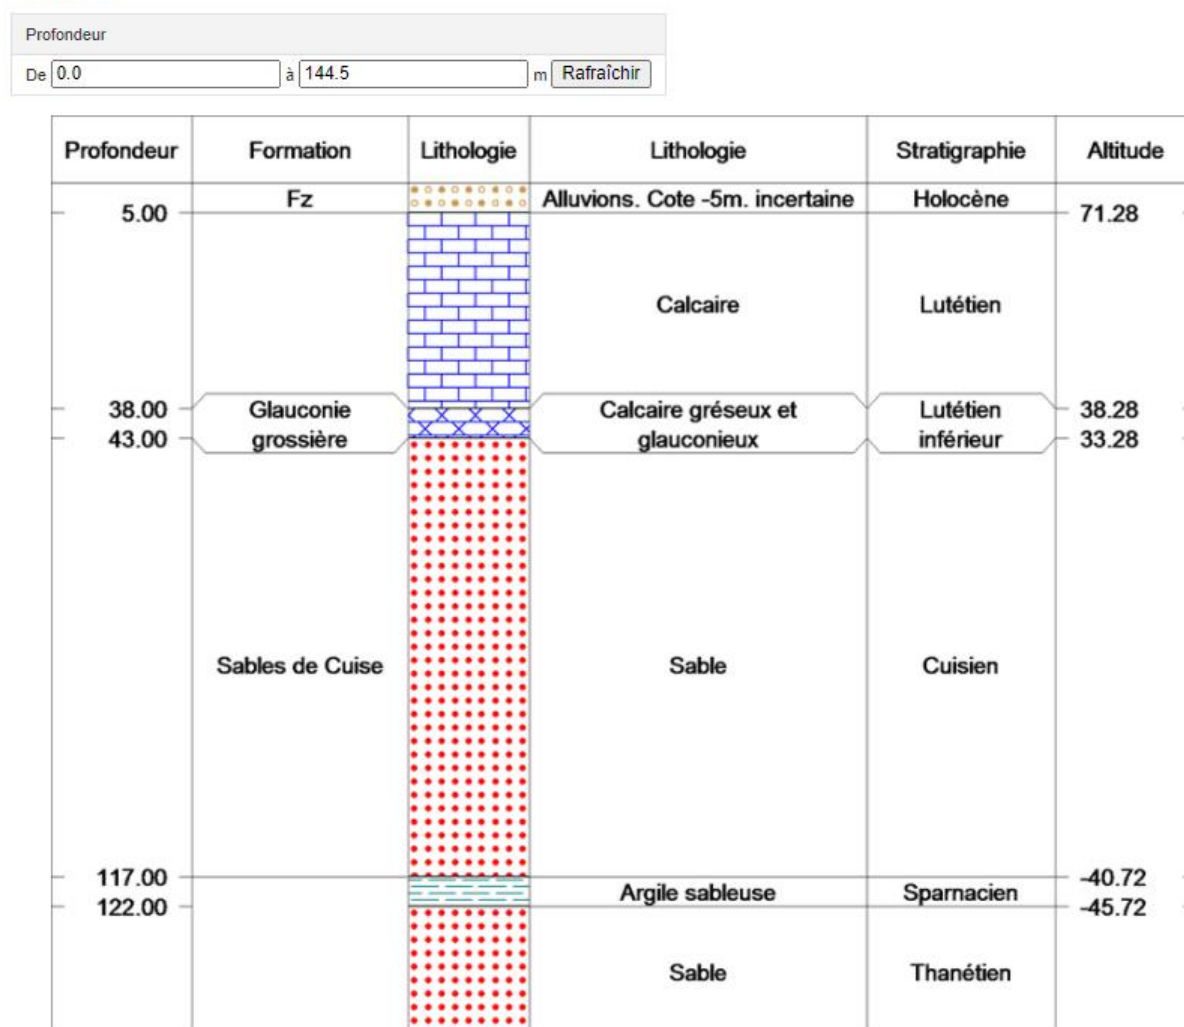 Profondeur
De 0.0 à 144.5 m Rafraîchir
Profondeur Formation Lithologie Lithologie Stratigraphie Altitude
Fz Alluvions. Cote -5m. incertaine Holocène
5.00 71.28
Calcaire Lutétien
38.00 Glauconie Calcaire gréseux et Lutétien 38.28
43.00 grossière glauconieux inférieur 33.28
Sables de Cuise Sable Cuisien
117.00 -40.72
Argile sableuse Sparnacien
122.00 -45.72
Sable Thanétien